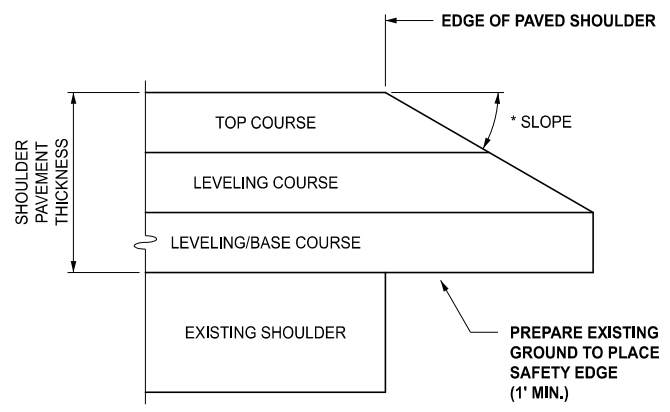 EDGE OF PAVED SHOULDER
TOP COURSE
* SLOPE
SHOULDER
PAVEMENT
THICKNESS
LEVELING COURSE
LEVELING/BASE COURSE
EXISTING SHOULDER
PREPARE EXISTING
GROUND TO PLACE
SAFETY EDGE
(1' MIN.)